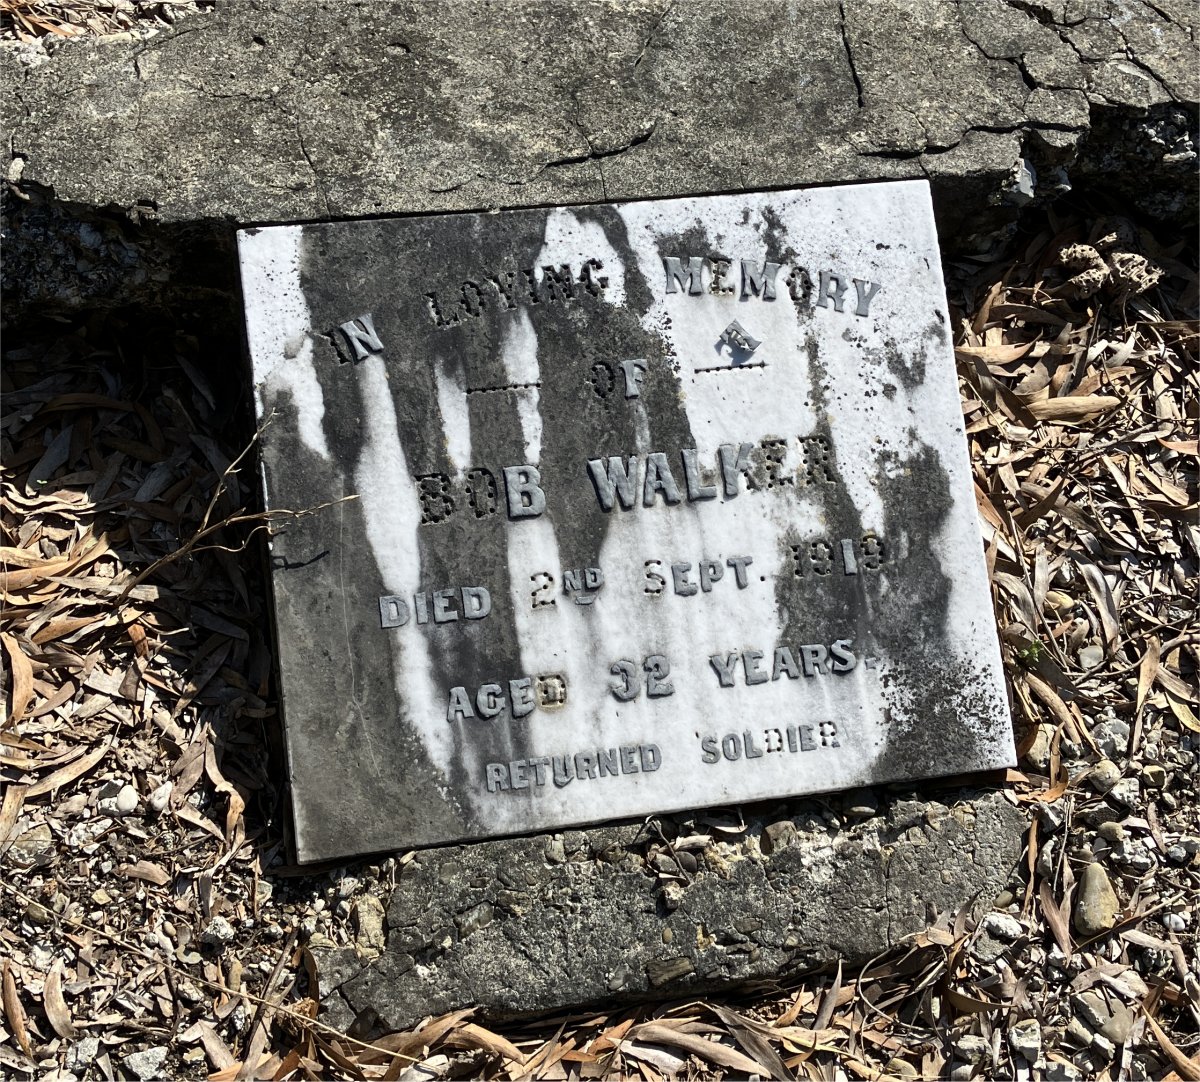 IN LOVING MEMORY
OF
BOB WALKER
DIED 2ND SEPT. 1919
AGED 32 YEARS.
RETURNED SOLDIER